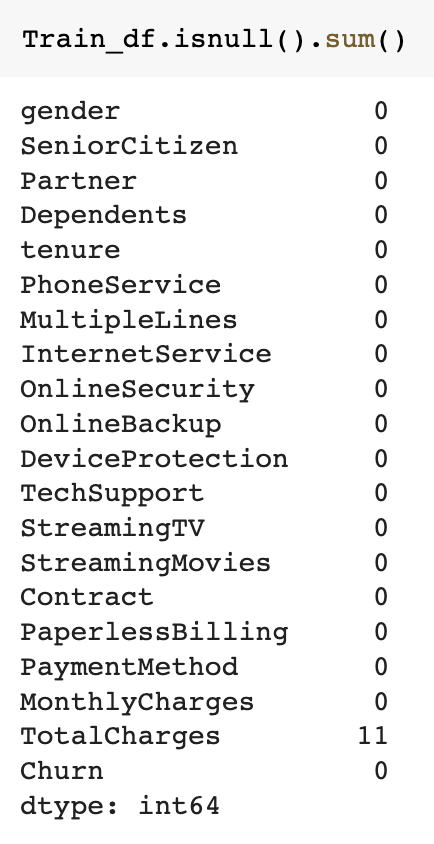 Train_df.isnull().sum()
gender 0
SeniorCitizen 0
Partner 0
Dependents 0
tenure 0
PhoneService 0
MultipleLines 0
InternetService 0
OnlineSecurity 0
OnlineBackup 0
DeviceProtection 0
TechSupport 0
StreamingTV 0
StreamingMovies 0
Contract 0
PaperlessBilling 0
PaymentMethod 0
MonthlyCharges 0
TotalCharges 11
Churn 0
dtype: int64